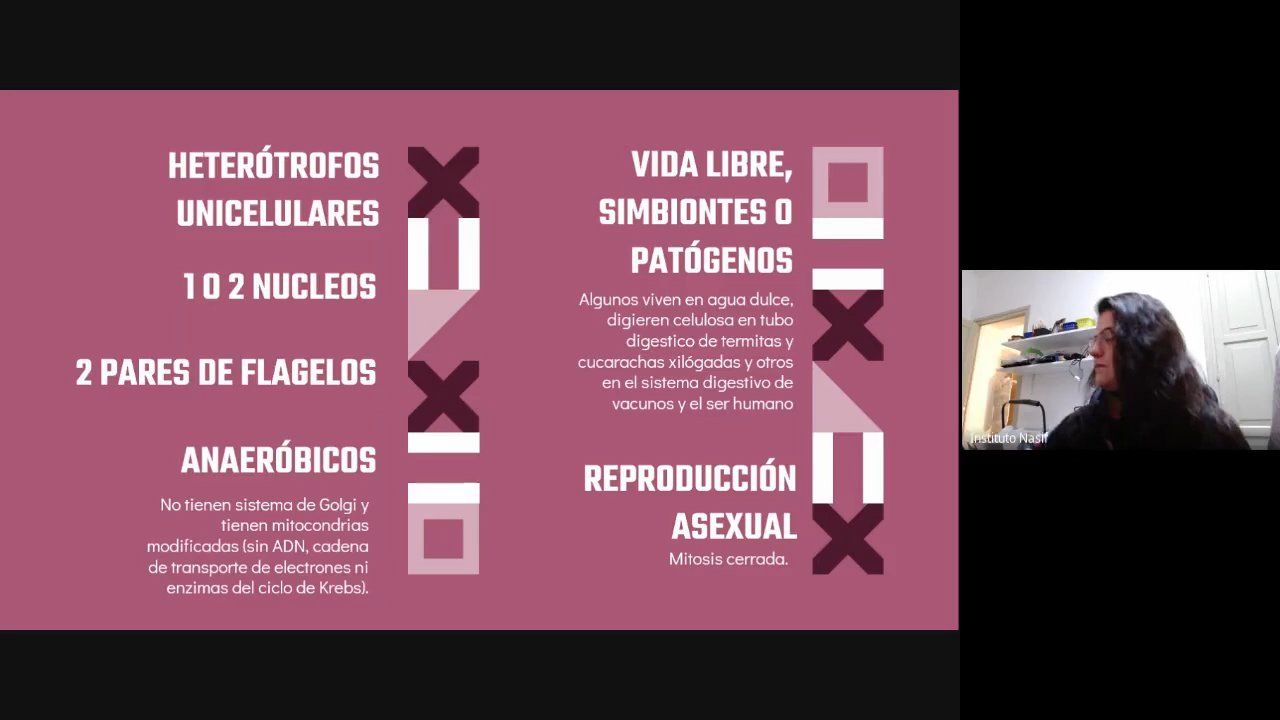 HETERÓTROFOS
UNICELULARES
1 0 2 NUCLEOS
2 PARES DE FLAGELOS
ANAERÓBICOS
No tienen sistema de Golgi y
tienen mitocondrias
modificadas (sin ADN, cadena
de transporte de electrones ni
enzimas del ciclo de Krebs).
VIDA LIBRE,
SIMBIONTES O
PATÓGENOS
Algunos viven en agua dulce,
digieren celulosa en tubo
digestico de termitas y
cucarachas xilógadas y otros
en el sistema digestivo de
vacunos y el ser humano
REPRODUCCIÓN
ASEXUAL
Mitosis cerrada.
Instituto Nasif